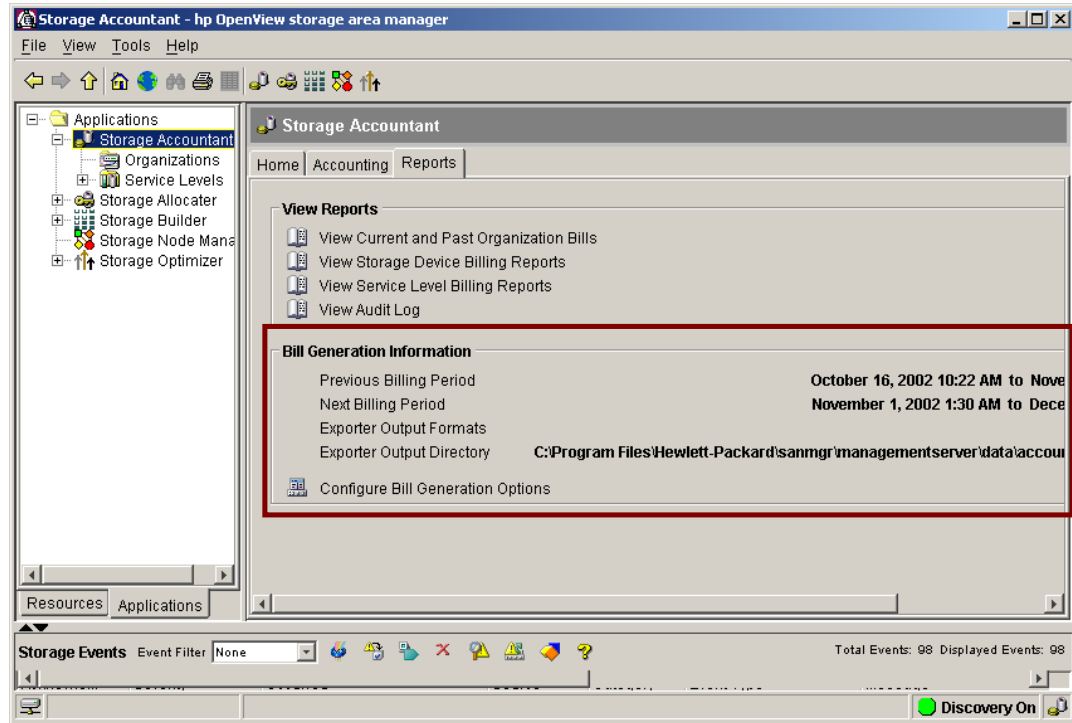 Storage Accountant - hp OpenView storage area manager
File View Tools Help
Applications
Storage Accountant
Organizations
Service Levels
Storage Allocater
Storage Builder
Storage Node Mana
Storage Optimizer
Resources Applications
Storage Accountant
Home Accounting Reports
View Reports
View Current and Past Organization Bills
View Storage Device Billing Reports
View Service Level Billing Reports
View Audit Log
Bill Generation Information
Previous Billing Period October 16, 2002 10:22 AM to Nove
Next Billing Period November 1, 2002 1:30 AM to Dece
Exporter Output Formats
Exporter Output Directory C:\Program Files\Hewlett-Packard\sanmgr\managementserver\data\accour
Configure Bill Generation Options
Storage Events Event Filter None Total Events: 98 Displayed Events: 98
Discovery On